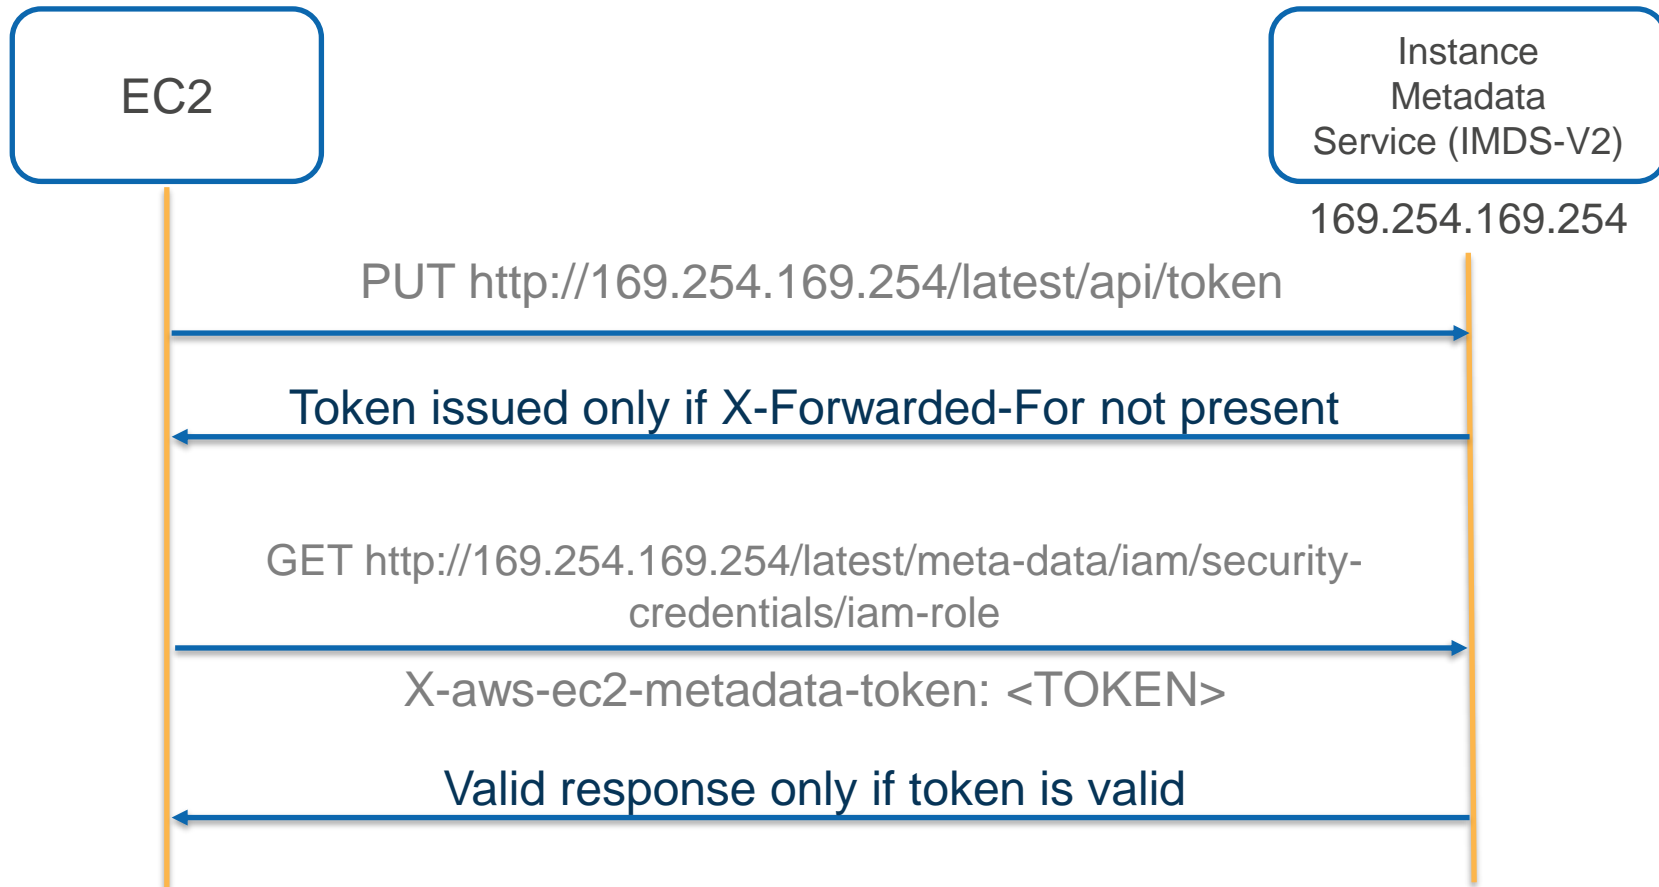 EC2
Instance
Metadata
Service (IMDS-V2)
169.254.169.254
PUT http://169.254.169.254/latest/api/token
Token issued only if X-Forwarded-For not present
GET http://169.254.169.254/latest/meta-data/iam/security-
credentials/iam-role
X-aws-ec2-metadata-token: <TOKEN>
Valid response only if token is valid